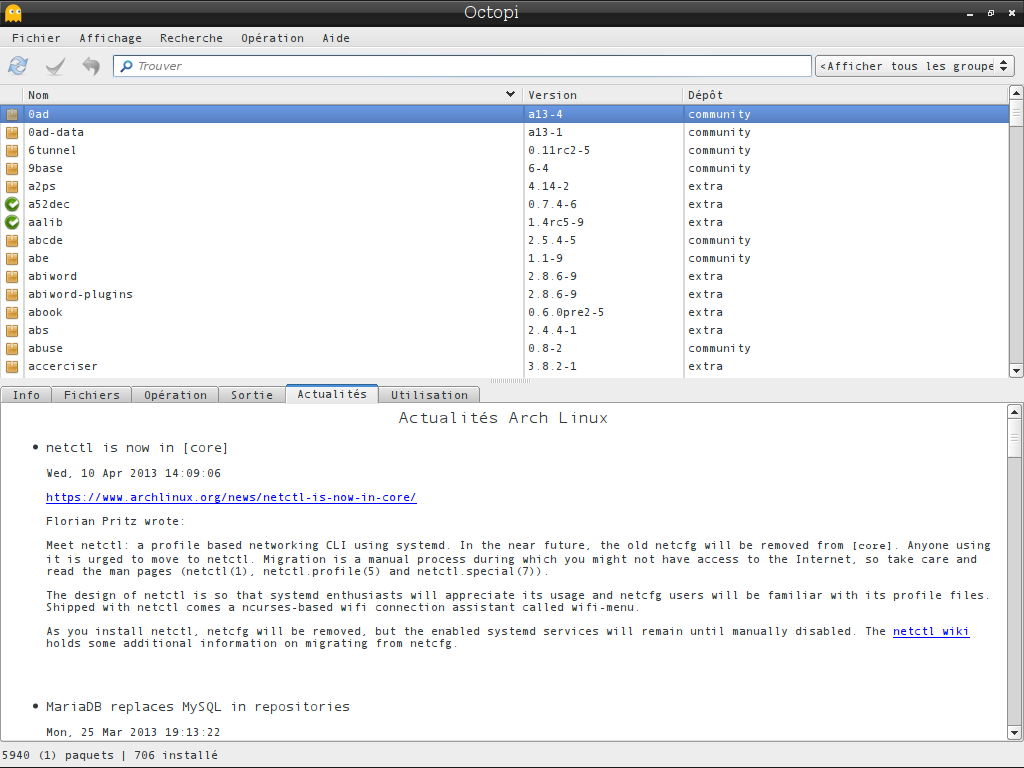 Octopi
Fichier Affichage Recherche Opération Aide
Trouver <Afficher tous les groupe
Nom Version Dépôt
0ad a13-4 community
0ad-data a13-1 community
6tunnel 0.11rc2-5 community
9base 6-4 community
a2ps 4.14-2 extra
a52dec 0.7.4-6 extra
aalib 1.4rc5-9 extra
abcde 2.5.4-5 community
abe 1.1-9 community
abiword 2.8.6-9 extra
abiword-plugins 2.8.6-9 extra
abook 0.6.0pre2-5 extra
abs 2.4.4-1 extra
abuse 0.8-2 community
accerciser 3.8.2-1 extra
Info Fichiers Opération Sortie Actualités Utilisation
Actualités Arch Linux
• netctl is now in [core]
Wed, 10 Apr 2013 14:09:06
https://www.archlinux.org/news/netctl-is-now-in-core/
Florian Pritz wrote:
Meet netctl: a profile based networking CLI using systemd. In the near future, the old netcfg will be removed from [core]. Anyone using
it is urged to move to netctl. Migration is a manual process during which you might not have access to the Internet, so take care and
read the man pages (netctl(1), netctl.profile(5) and netctl.special(7)).
The design of netctl is so that systemd enthusiasts will appreciate its usage and netcfg users will be familiar with its profile files.
Shipped with netctl comes a ncurses-based wifi connection assistant called wifi-menu.
As you install netctl, netcfg will be removed, but the enabled systemd services will remain until manually disabled. The netctl wiki
holds some additional information on migrating from netcfg.
• MariaDB replaces MySQL in repositories
Mon, 25 Mar 2013 19:13:22
5940 (1) paquets | 706 installé